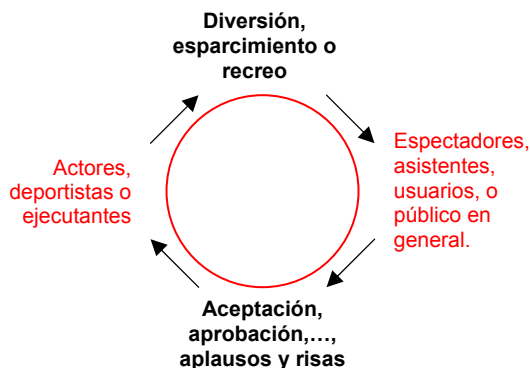 Diversión,
esparcimiento o
recreo
Actores,
deportistas o
ejecutantes
Espectadores,
asistentes,
usuarios, o
público en
general.
Aceptación,
aprobación,…,
aplausos y risas